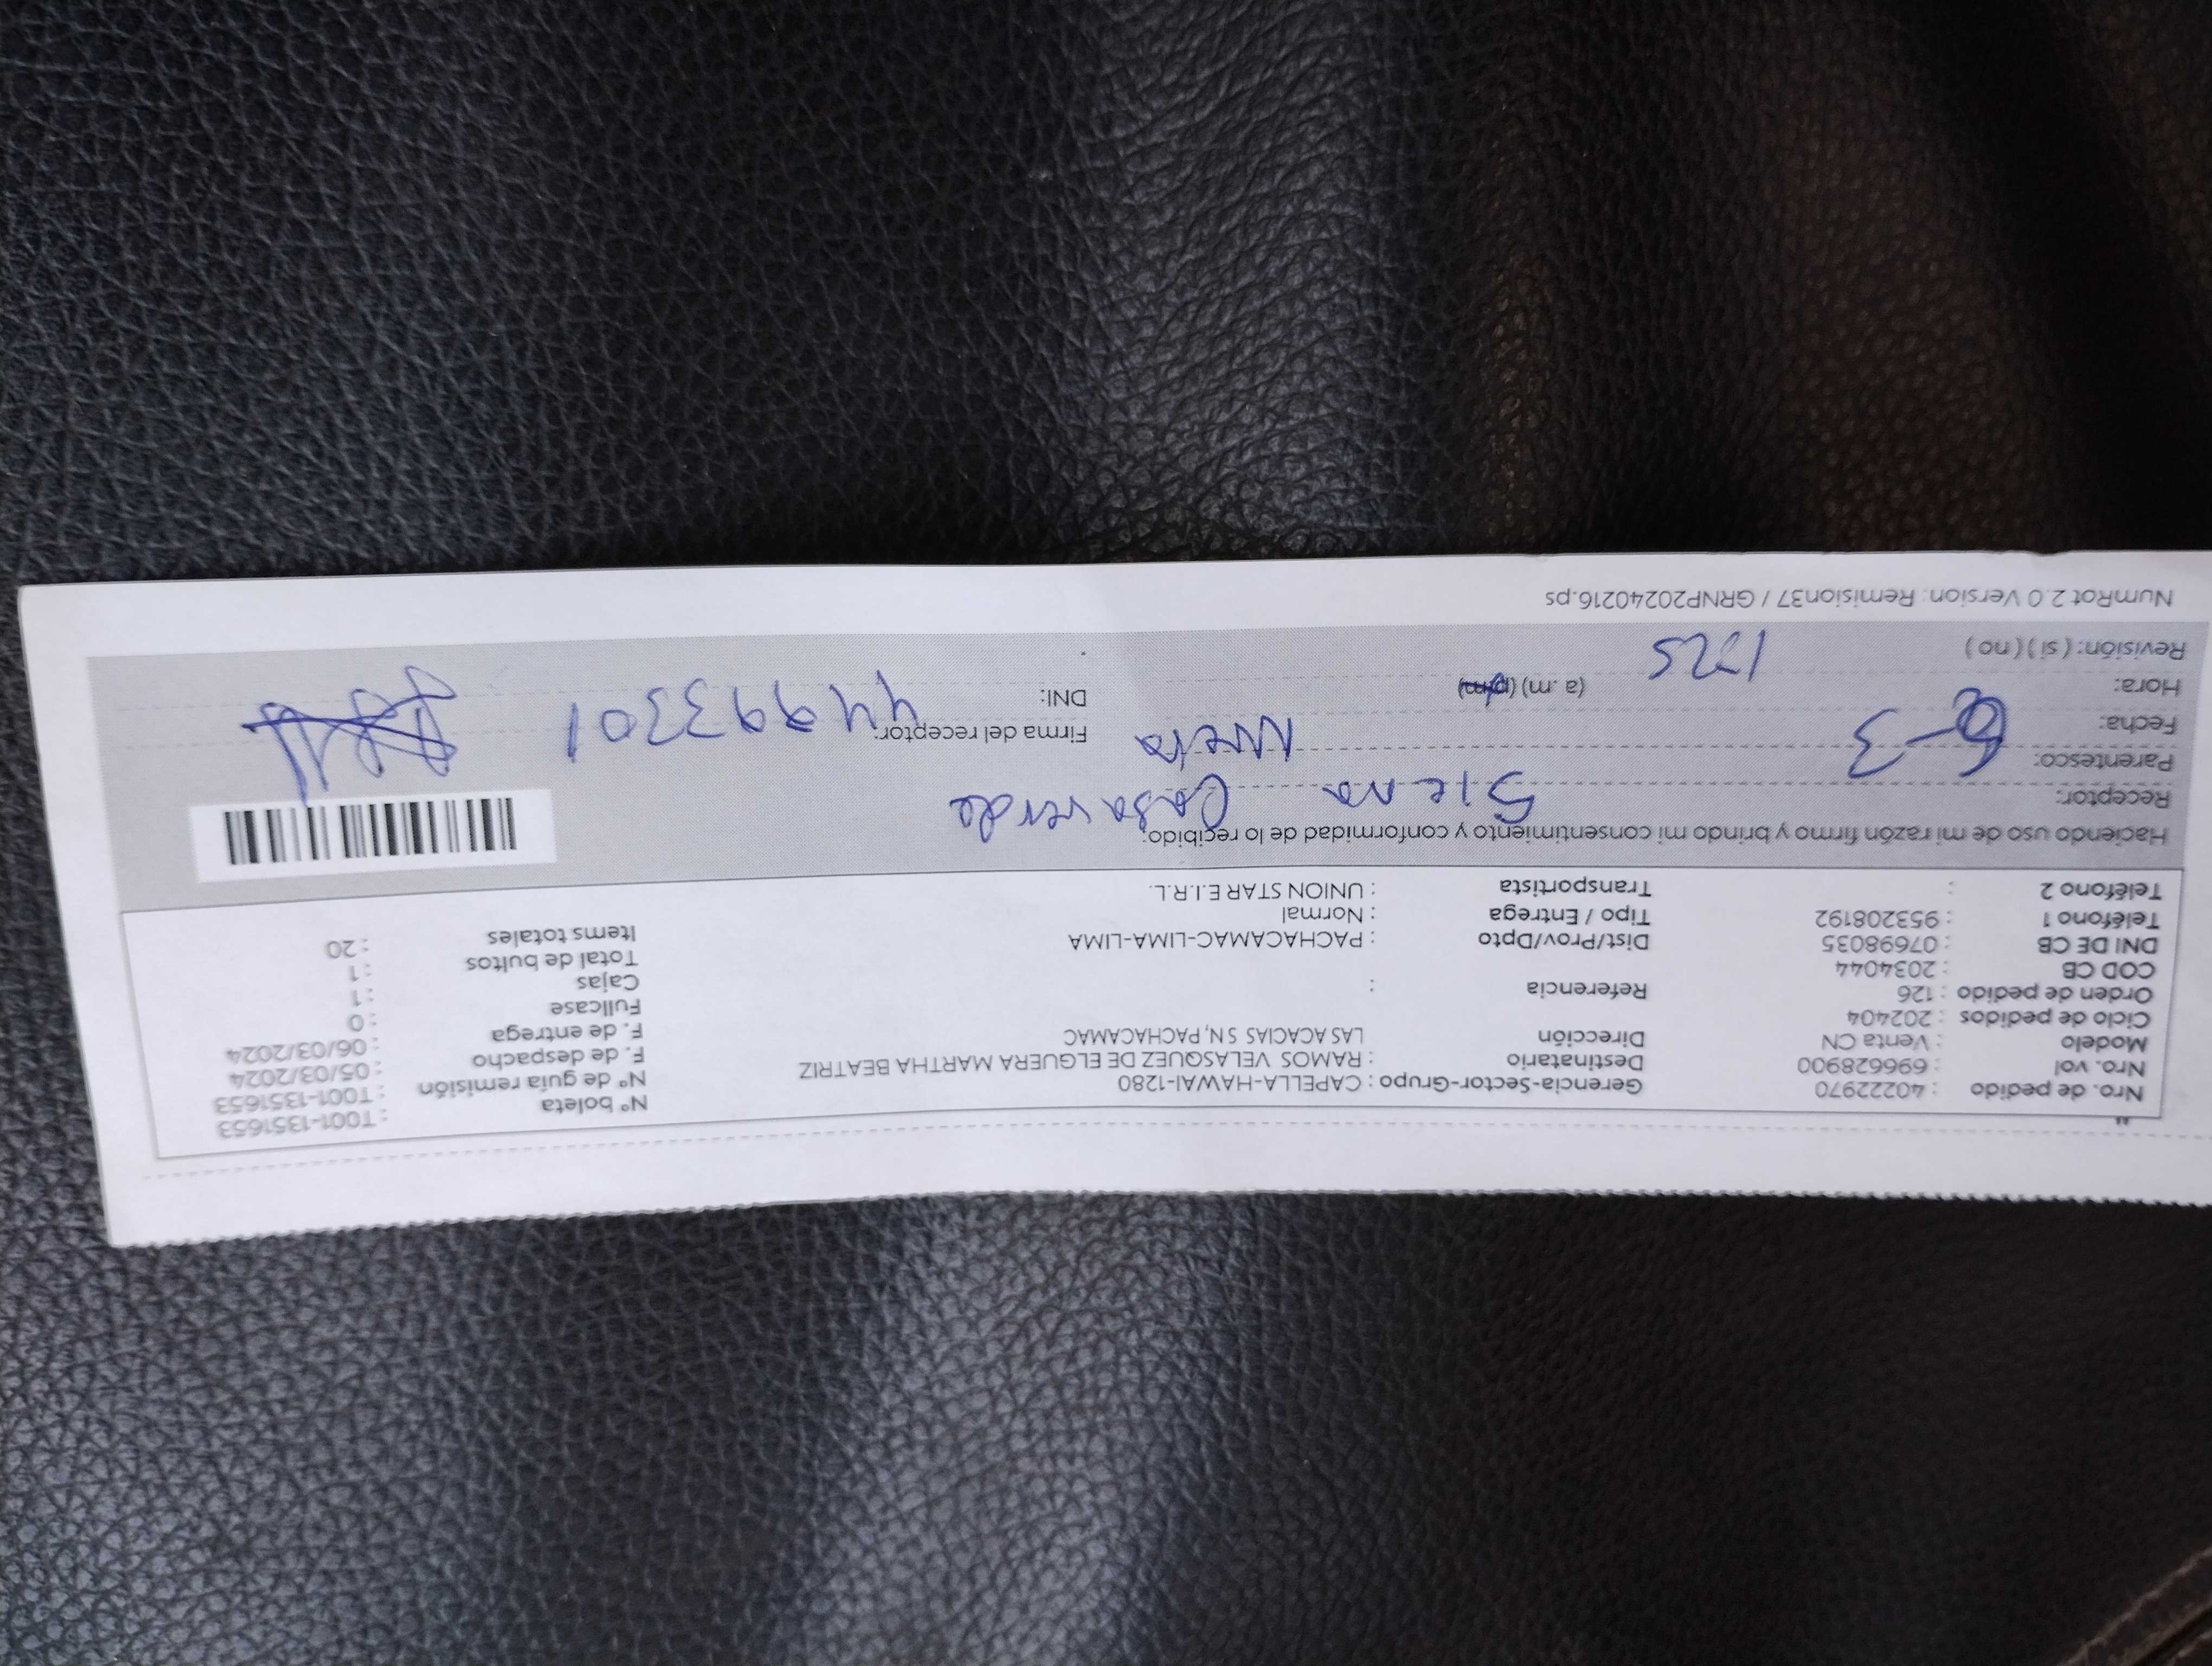 Nro. de pedido : 40222970 Gerencia-Sector-Grupo : CAPELLA-HAWAI-1280 N° boleta : T001-1351653
Nro. vol : 696628900 Destinatario : RAMOS VELASQUEZ DE ELGUERA MARTHA BEATRIZ N° de guía remisión : T001-1351653
Modelo : Venta CN Dirección LAS ACACIAS SN, PACHACAMAC F. de despacho : 05/03/2024
Ciclo de pedidos : 202404 F. de entrega : 06/03/2024
Orden de pedido : 126 Referencia : Fullcase : 0
COD CB : 2034044 Cajas : 1
DNI DE CB : 07698035 Dist/Prov/Dpto : PACHACAMAC-LIMA-LIMA Total de bultos : 1
Teléfono 1 : 953208192 Tipo / Entrega : Normal Items totales : 20
Teléfono 2 : Transportista : UNION STAR E.I.R.L.
Haciendo uso de mi razón firmo y brindo mi consentimiento y conformidad de lo recibido:
Receptor: Siena Casaverde
Parentesco: Nieta Firma del receptor:
Fecha: 6-3 DNI: 44993301
Hora: 1:25 (a .m) (p.m)
Revisión: ( si ) ( no )
NumRot 2.0 Version: Remision37 / GRNP20240216.ps